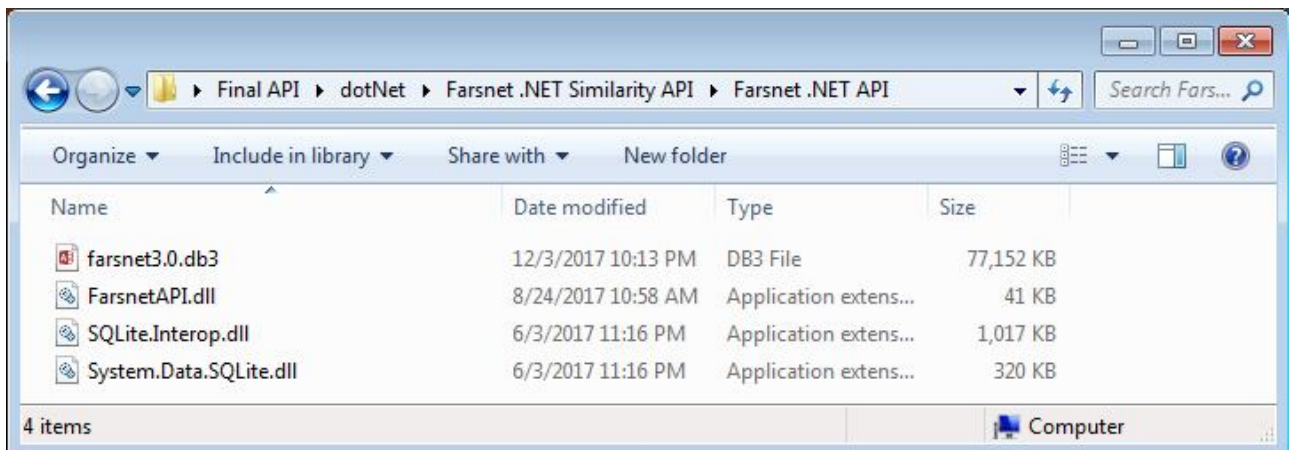 Final API dotNet Farsnet .NET Similarity API Farsnet .NET API Search Fars...
Organize Include in library Share with New folder
Name Date modified Type Size
farsnet3.0.db3 12/3/2017 10:13 PM DB3 File 77,152 KB
FarsnetAPI.dll 8/24/2017 10:58 AM Application extens... 41 KB
SQLite.Interop.dll 6/3/2017 11:16 PM Application extens... 1,017 KB
System.Data.SQLite.dll 6/3/2017 11:16 PM Application extens... 320 KB
4 items Computer